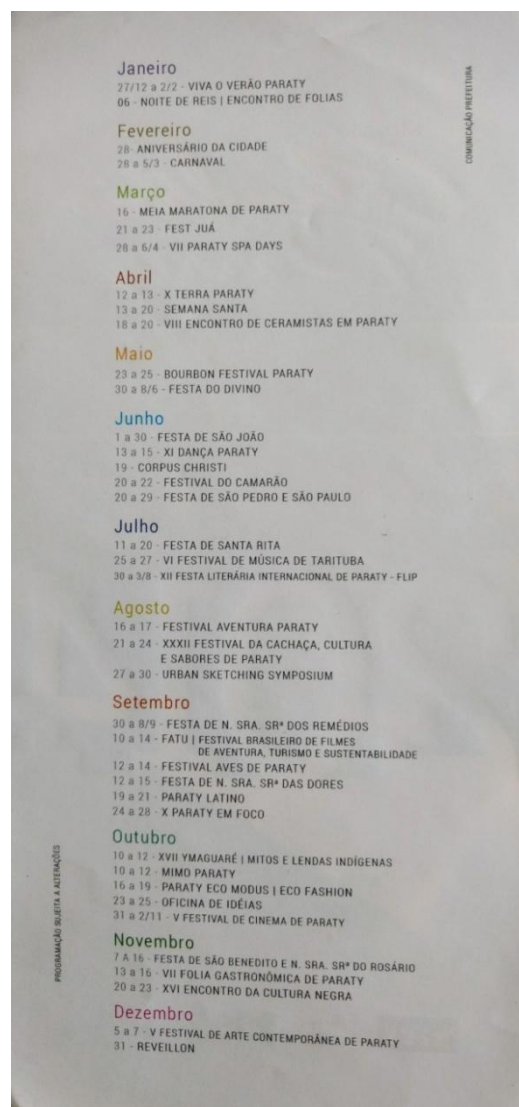 COMUNICAÇÃO PREFEITURA
Janeiro
27/12 a 2/2 - VIVA O VERÃO PARATY
06 - NOITE DE REIS | ENCONTRO DE FOLIAS
Fevereiro
28- ANIVERSÁRIO DA CIDADE
28 a 5/3 - CARNAVAL
Março
16 - MEIA MARATONA DE PARATY
21 a 23 - FEST JUÁ
28 a 6/4 - VII PARATY SPA DAYS
Abril
12 a 13 - X TERRA PARATY
13 a 20 - SEMANA SANTA
18 a 20 - VIII ENCONTRO DE CERAMISTAS EM PARATY
Maio
23 a 25 - BOURBON FESTIVAL PARATY
30 a 8/6 - FESTA DO DIVINO
Junho
1 a 30 - FESTA DE SÃO JOÃO
13 a 15 - XI DANÇA PARATY
19 - CORPUS CHRISTI
20 a 22 - FESTIVAL DO CAMARÃO
20 a 29 - FESTA DE SÃO PEDRO E SÃO PAULO
Julho
11 a 20 - FESTA DE SANTA RITA
25 a 27 - VI FESTIVAL DE MÚSICA DE TARITUBA
30 a 3/8 - XII FESTA LITERÁRIA INTERNACIONAL DE PARATY - FLIP
Agosto
16 a 17 - FESTIVAL AVENTURA PARATY
21 a 24 - XXXII FESTIVAL DA CACHAÇA, CULTURA
E SABORES DE PARATY
27 a 30 - URBAN SKETCHING SYMPOSIUM
Setembro
30 a 8/9 - FESTA DE N. SRA. SRª DOS REMÉDIOS
10 a 14 - FATU | FESTIVAL BRASILEIRO DE FILMES
DE AVENTURA, TURISMO E SUSTENTABILIDADE
12 a 14 - FESTIVAL AVES DE PARATY
12 a 15 - FESTA DE N. SRA. SRª DAS DORES
19 a 21 - PARATY LATINO
24 a 28 - X PARATY EM FOCO
Outubro
10 a 12 - XVII YMAGUARÉ | MITOS E LENDAS INDÍGENAS
10 a 12 - MIMO PARATY
16 a 19 - PARATY ECO MODUS | ECO FASHION
23 a 25 - OFICINA DE IDÉIAS
31 a 2/11 - V FESTIVAL DE CINEMA DE PARATY
Novembro
7 A 16 - FESTA DE SÃO BENEDITO E N. SRA. SRª DO ROSÁRIO
13 a 16 - VII FOLIA GASTRONÔMICA DE PARATY
20 a 23 - XVI ENCONTRO DA CULTURA NEGRA
Dezembro
5 a 7 - V FESTIVAL DE ARTE CONTEMPORÂNEA DE PARATY
31 - REVEILLON
PROGRAMAÇÃO SUJEITA A ALTERAÇÕES